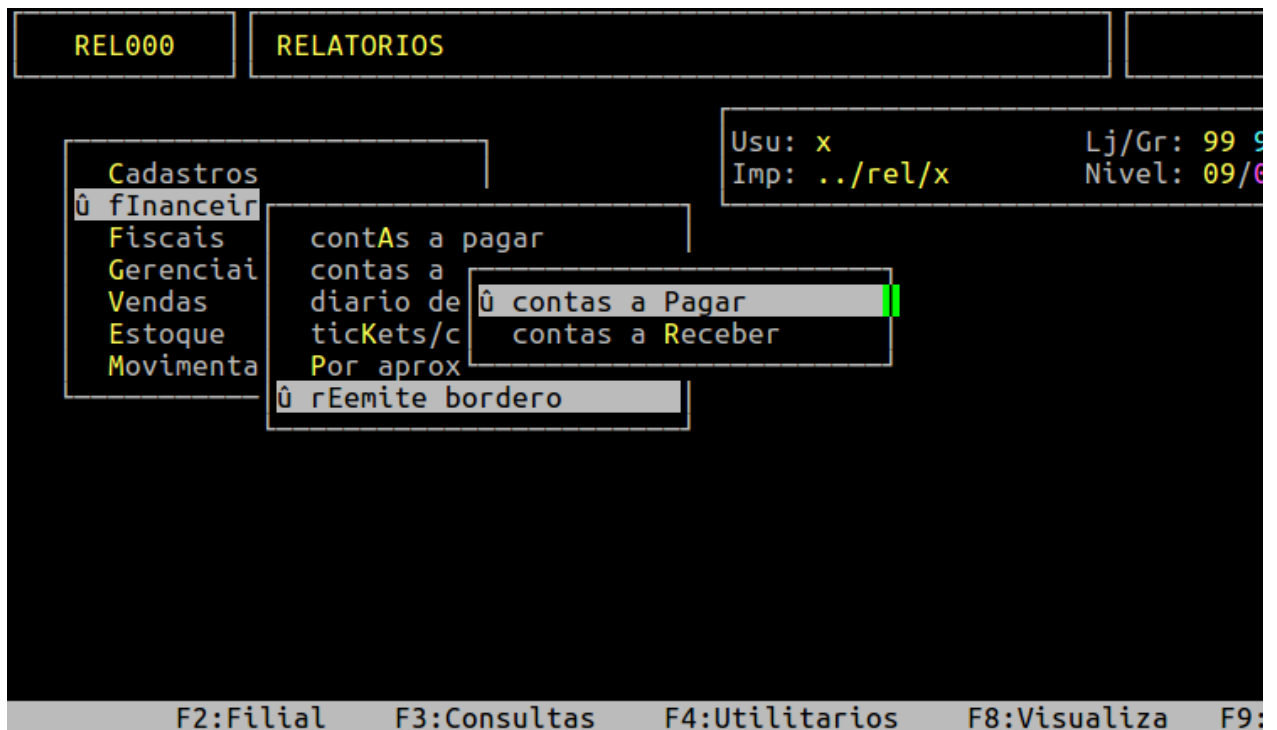 REL000 RELATORIOS
Usu: x Lj/Gr: 99 9
Cadastros Imp: ../rel/x Nivel: 09/0
û fInanceir
Fiscais contAs a pagar
Gerenciai contas a
Vendas diario de û contas a Pagar
Estoque ticKets/c contas a Receber
Movimenta Por aprox
û rEemite bordero
F2:Filial F3:Consultas F4:Utilitarios F8:Visualiza F9: